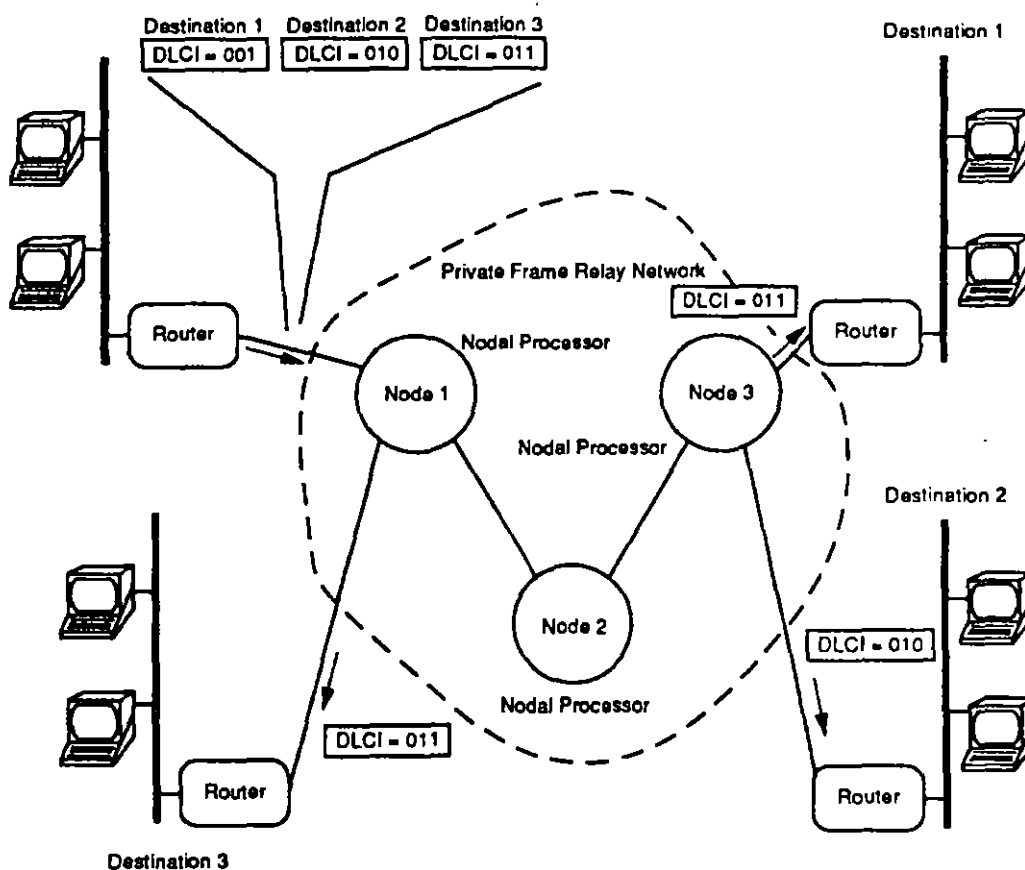 Destination 1 Destination 2 Destination 3
DLCI = 001 DLCI = 010 DLCI = 011
Destination 1
Private Frame Relay Network
DLCI = 011
Router
Router
Nodal Processor
Node 1
Node 3
Nodal Processor
Destination 2
Node 2
DLCI = 010
Nodal Processor
DLCI = 011
Router
Router
Destination 3